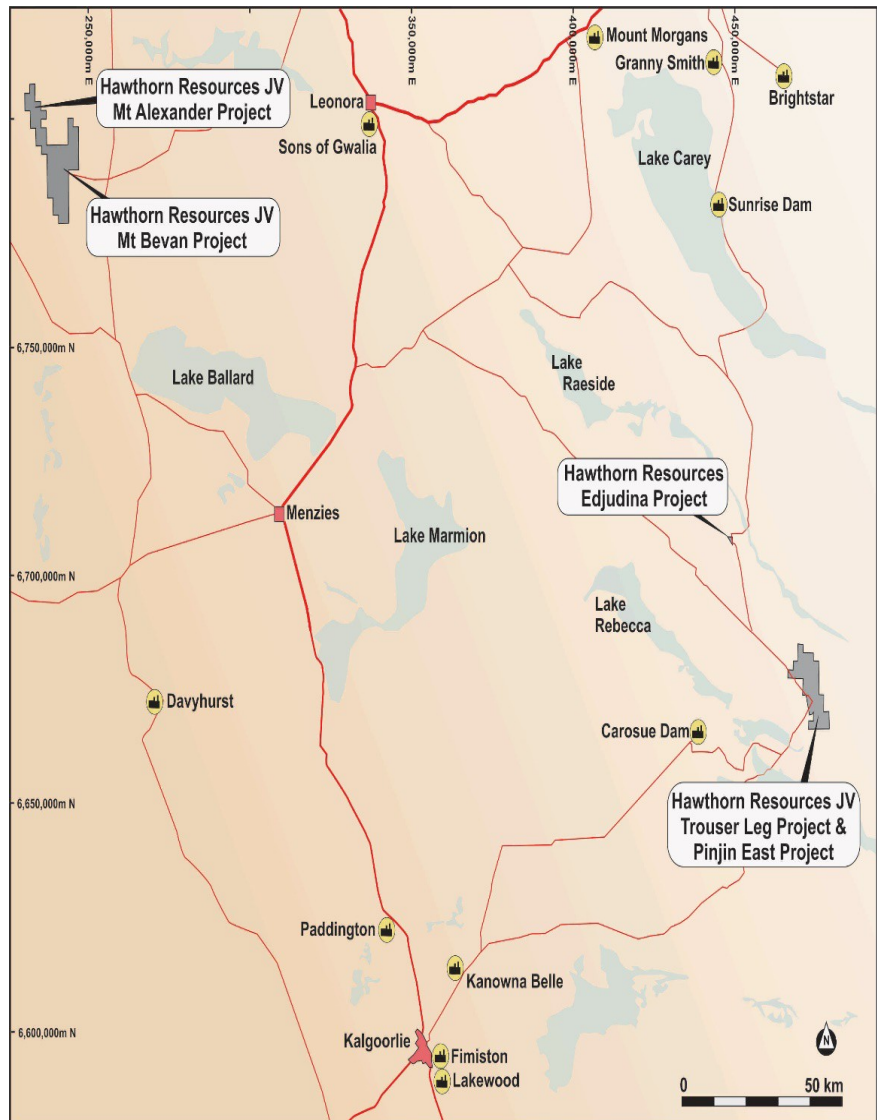 250,000m E
350,000m E
400,000m E
450,000m E
Mount Morgans
Granny Smith
Brightstar
Hawthorn Resources JV
Mt Alexander Project
Leonora
Sons of Gwalia
Lake Carey
Hawthorn Resources JV
Mt Bevan Project
Sunrise Dam
6,750,000m N
Lake Ballard
Lake
Raeside
Hawthorn Resources
Edjudina Project
Menzies
Lake Marmion
6,700,000m N
Lake
Rebecca
Davyhurst
Carosue Dam
6,650,000m N
Hawthorn Resources JV
Trouser Leg Project &
Pinjin East Project
Paddington
Kanowna Belle
6,600,000m N
Kalgoorlie
Fimiston
Lakewood
N
0 50 km